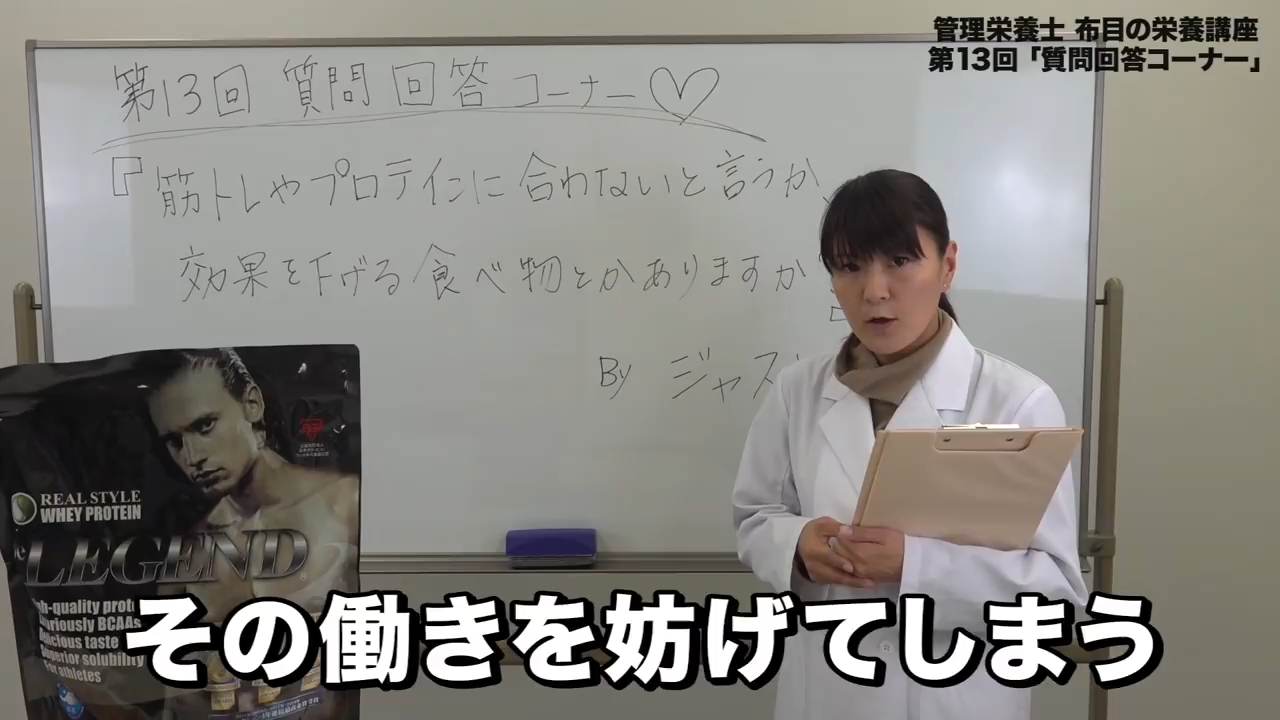 管理栄養士 布目の栄養講座
第13回「質問回答コーナー」
第13回 質問回答コーナー♡
『筋トレやプロテインに合わないと言うか、
効果を下げる食べ物とかありますか
By ジャス
REAL STYLE
WHEY PROTEIN
LEGEND
h-quality prot
uriously BCAAs
licious taste
Superior solubility
For athletes
その働きを妨げてしまう